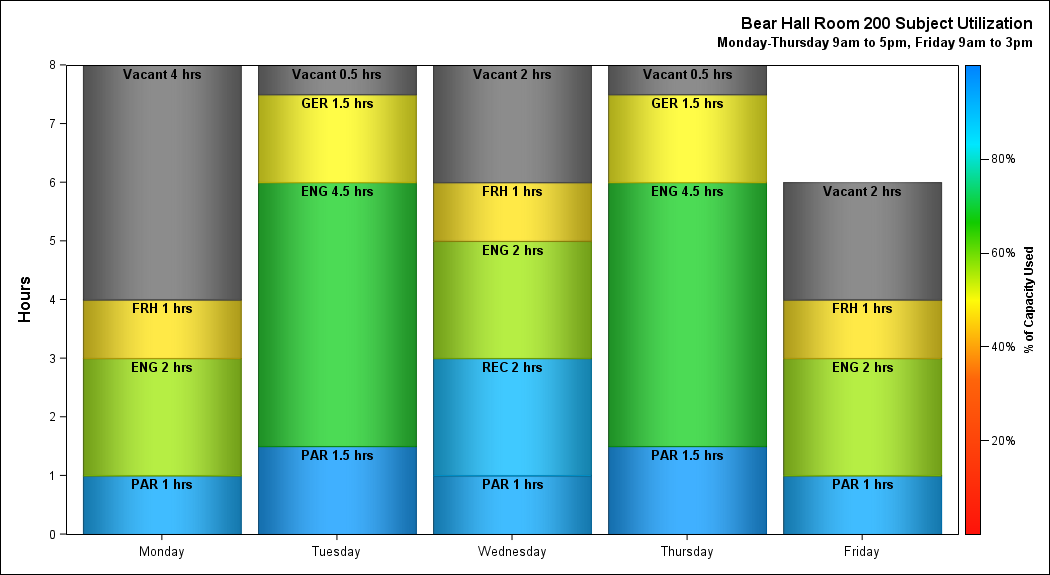 Bear Hall Room 200 Subject Utilization
Monday-Thursday 9am to 5pm, Friday 9am to 3pm
Hours
8
7
6
5
4
3
2
1
0
Vacant 4 hrs
FRH 1 hrs
ENG 2 hrs
PAR 1 hrs
Monday
Vacant 0.5 hrs
GER 1.5 hrs
ENG 4.5 hrs
PAR 1.5 hrs
Tuesday
Vacant 2 hrs
FRH 1 hrs
ENG 2 hrs
REC 2 hrs
PAR 1 hrs
Wednesday
Vacant 0.5 hrs
GER 1.5 hrs
ENG 4.5 hrs
PAR 1.5 hrs
Thursday
Vacant 2 hrs
FRH 1 hrs
ENG 2 hrs
PAR 1 hrs
Friday
80%
60%
40%
20%
% of Capacity Used